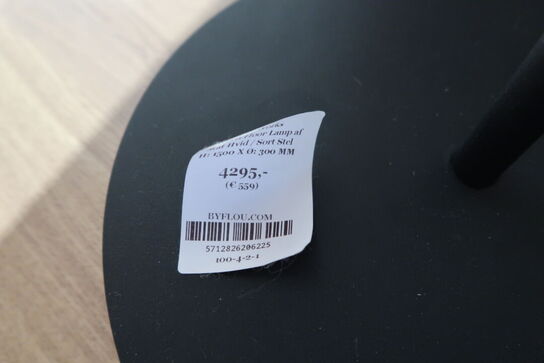 Floor Lamp af
Hvid / Sort Stel
H: 1500 X O: 300 MM
4295,-
(€ 559)
BYFLOU.COM
5712826206225
100-4-2-1